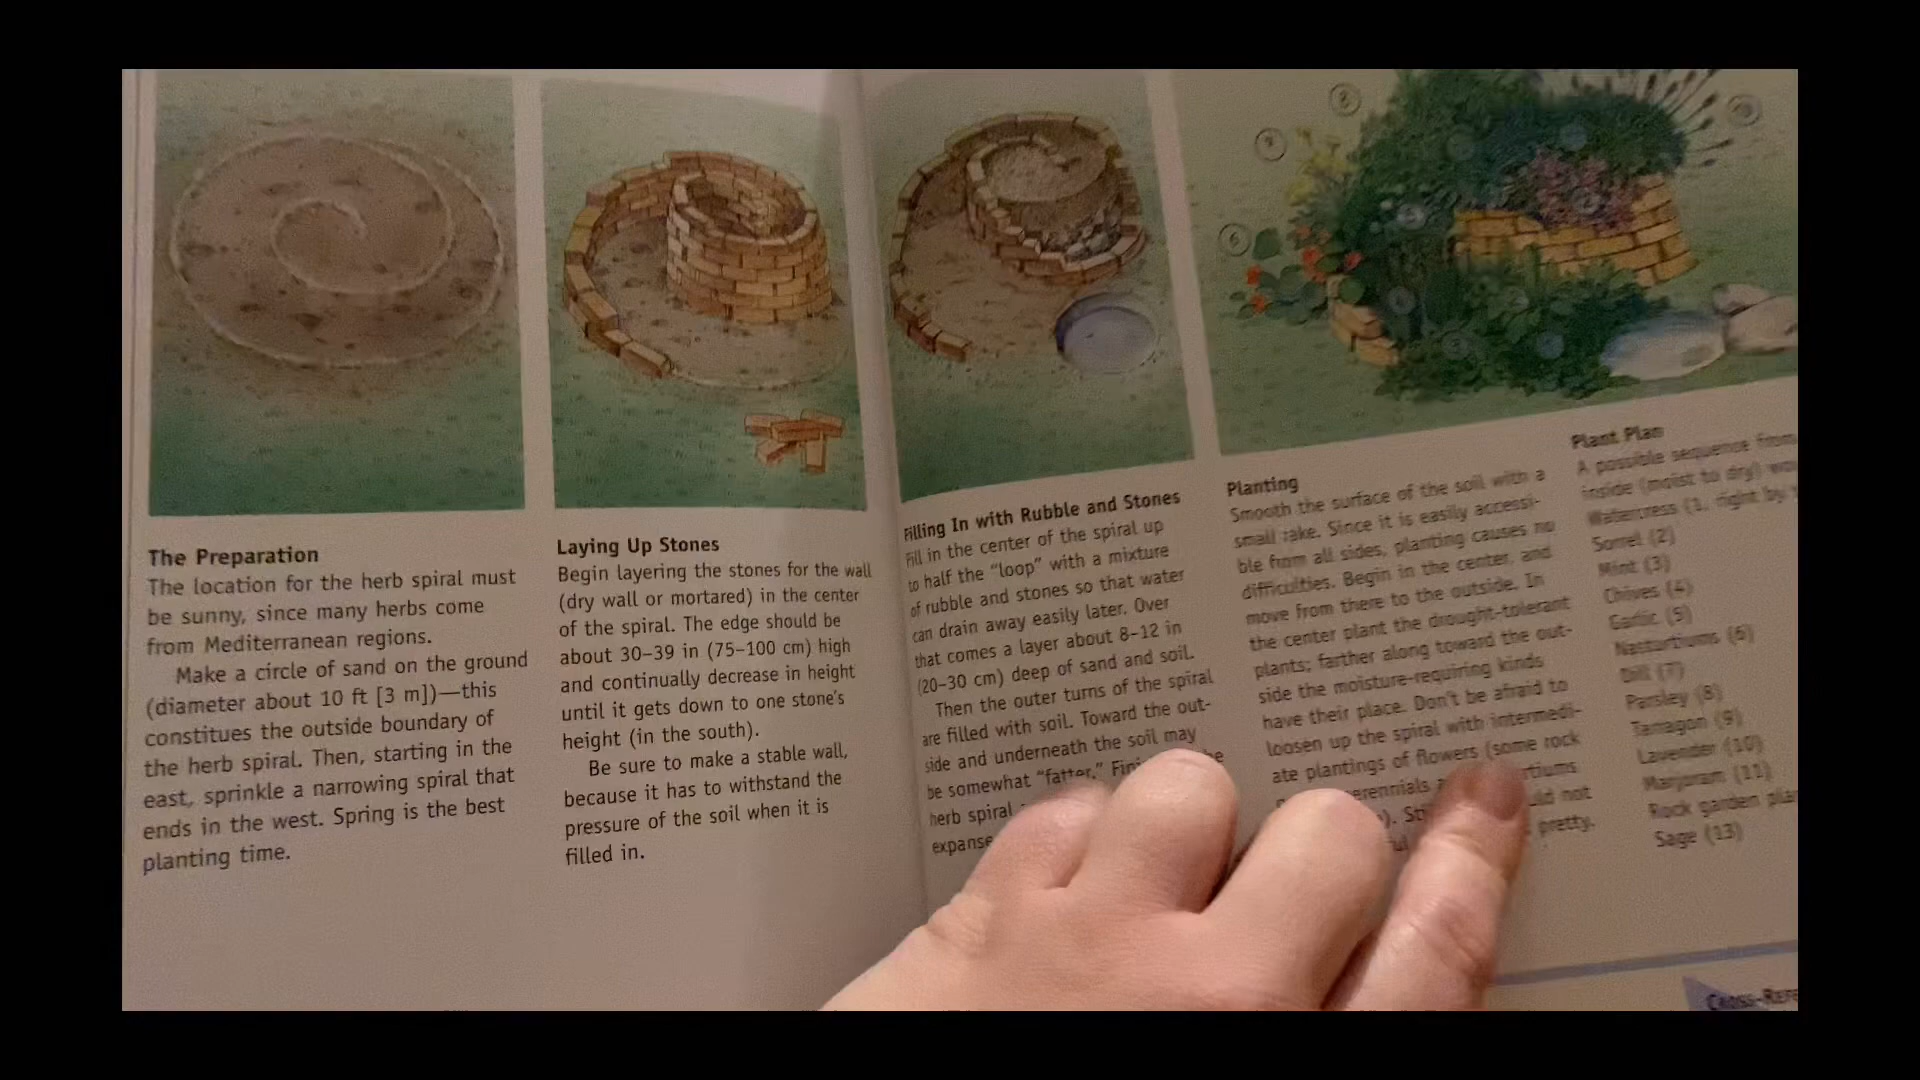 The Preparation
The location for the herb spiral must
be sunny, since many herbs come
from Mediterranean regions.
Make a circle of sand on the ground
(diameter about 10 ft [3 m])—this
constitues the outside boundary of
the herb spiral. Then, starting in the
east, sprinkle a narrowing spiral that
ends in the west. Spring is the best
planting time.
Laying Up Stones
Begin layering the stones for the wall
(dry wall or mortared) in the center
of the spiral. The edge should be
about 30–39 in (75–100 cm) high
and continually decrease in height
until it gets down to one stone's
height (in the south).
Be sure to make a stable wall,
because it has to withstand the
pressure of the soil when it is
filled in.
Filling In with Rubble and Stones
Fill in the center of the spiral up
to half the "loop" with a mixture
of rubble and stones so that water
can drain away easily later. Over
that comes a layer about 8–12 in
(20–30 cm) deep of sand and soil.
Then the outer turns of the spiral
are filled with soil. Toward the out-
side and underneath the soil may
be somewhat "fatter."
herb spiral
expanse
6
Planting
Smooth the surface of the soil with a
small rake. Since it is easily accessi-
ble from all sides, planting causes no
difficulties. Begin in the center, and
move from there to the outside. In
the center plant the drought-tolerant
plants; farther along toward the out-
side the moisture-requiring kinds
have their place. Don't be afraid to
loosen up the spiral with intermedi-
ate plantings of flowers (some rock
not
pretty.
Plant Plan
A possible sequence from
inside (moist to dry)
Watercress (1, right by
Sorrel (2)
Mint (3)
Chives (4)
Garlic (5)
Nasturtiums (6)
Dill (7)
Parsley (8)
Tarragon (9)
Lavender (10)
Marjoram (11)
Rock garden
Sage (13)